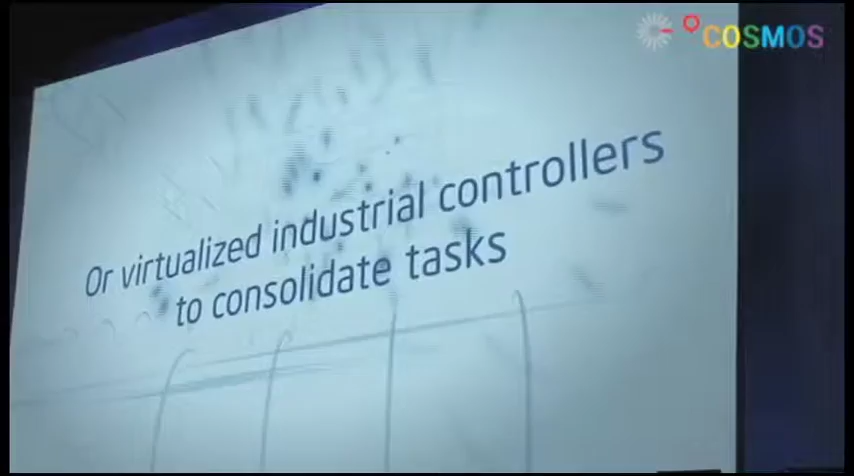 COSMOS
Or virtualized industrial controllers
to consolidate tasks